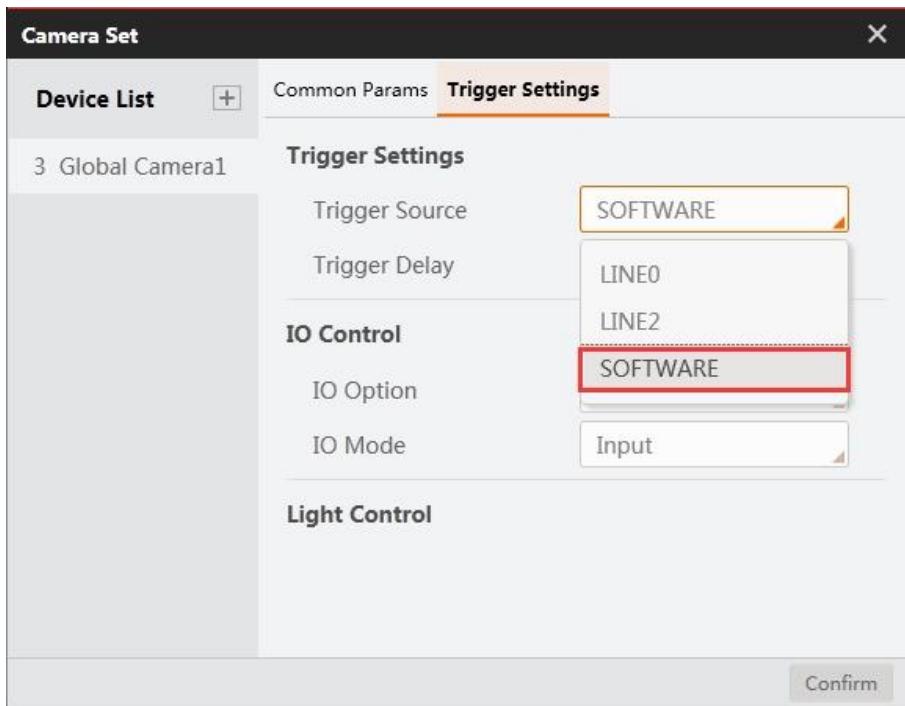 Camera Set
Device List
Common Params Trigger Settings
3 Global Camera1
Trigger Settings
Trigger Source SOFTWARE
Trigger Delay
LINE0
LINE2
SOFTWARE
IO Control
IO Option
IO Mode Input
Light Control
Confirm